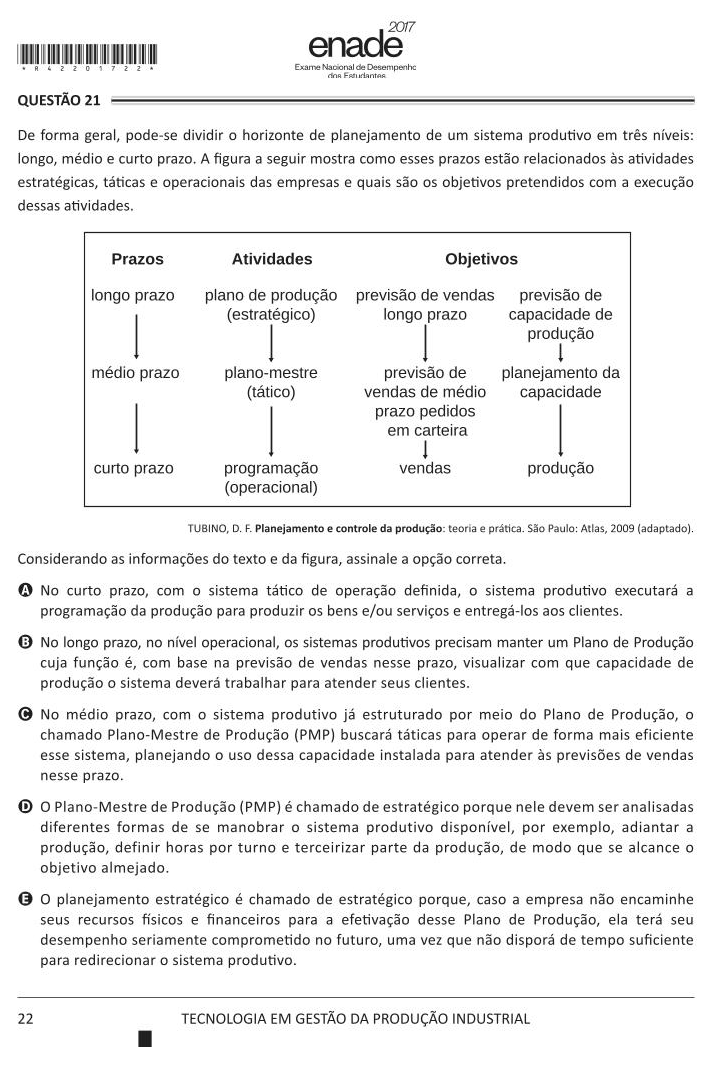 enade 2017
Exame Nacional de Desempenho
dos Estudantes
*R42201722*
QUESTÃO 21
De forma geral, pode-se dividir o horizonte de planejamento de um sistema produtivo em três níveis:
longo, médio e curto prazo. A figura a seguir mostra como esses prazos estão relacionados às atividades
estratégicas, táticas e operacionais das empresas e quais são os objetivos pretendidos com a execução
dessas atividades.
Prazos Atividades Objetivos
longo prazo plano de produção previsão de vendas previsão de
(estratégico) longo prazo capacidade de
produção
médio prazo plano-mestre previsão de planejamento da
(tático) vendas de médio capacidade
prazo pedidos
em carteira
curto prazo programação vendas produção
(operacional)
TUBINO, D. F. Planejamento e controle da produção: teoria e prática. São Paulo: Atlas, 2009 (adaptado).
Considerando as informações do texto e da figura, assinale a opção correta.
A No curto prazo, com o sistema tático de operação definida, o sistema produtivo executará a
programação da produção para produzir os bens e/ou serviços e entregá-los aos clientes.
B No longo prazo, no nível operacional, os sistemas produtivos precisam manter um Plano de Produção
cuja função é, com base na previsão de vendas nesse prazo, visualizar com que capacidade de
produção o sistema deverá trabalhar para atender seus clientes.
C No médio prazo, com o sistema produtivo já estruturado por meio do Plano de Produção, o
chamado Plano-Mestre de Produção (PMP) buscará táticas para operar de forma mais eficiente
esse sistema, planejando o uso dessa capacidade instalada para atender às previsões de vendas
nesse prazo.
D O Plano-Mestre de Produção (PMP) é chamado de estratégico porque nele devem ser analisadas
diferentes formas de se manobrar o sistema produtivo disponível, por exemplo, adiantar a
produção, definir horas por turno e terceirizar parte da produção, de modo que se alcance o
objetivo almejado.
E O planejamento estratégico é chamado de estratégico porque, caso a empresa não encaminhe
seus recursos físicos e financeiros para a efetivação desse Plano de Produção, ela terá seu
desempenho seriamente comprometido no futuro, uma vez que não disporá de tempo suficiente
para redirecionar o sistema produtivo.
22 TECNOLOGIA EM GESTÃO DA PRODUÇÃO INDUSTRIAL